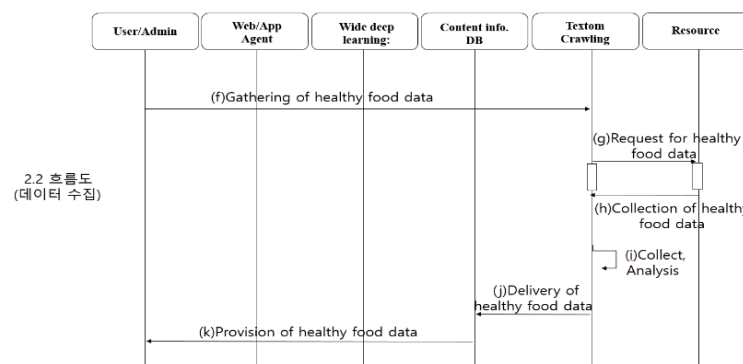 User/Admin
Web/App
Agent
Wide deep
learning:
Content info.
DB
Textom
Crawling
Resource
(f)Gathering of healthy food data
(g)Request for healthy
food data
2.2 흐름도
(데이터 수집)
(h)Collection of healthy
food data
(i)Collect,
Analysis
(j)Delivery of
healthy food data
(k)Provision of healthy food data